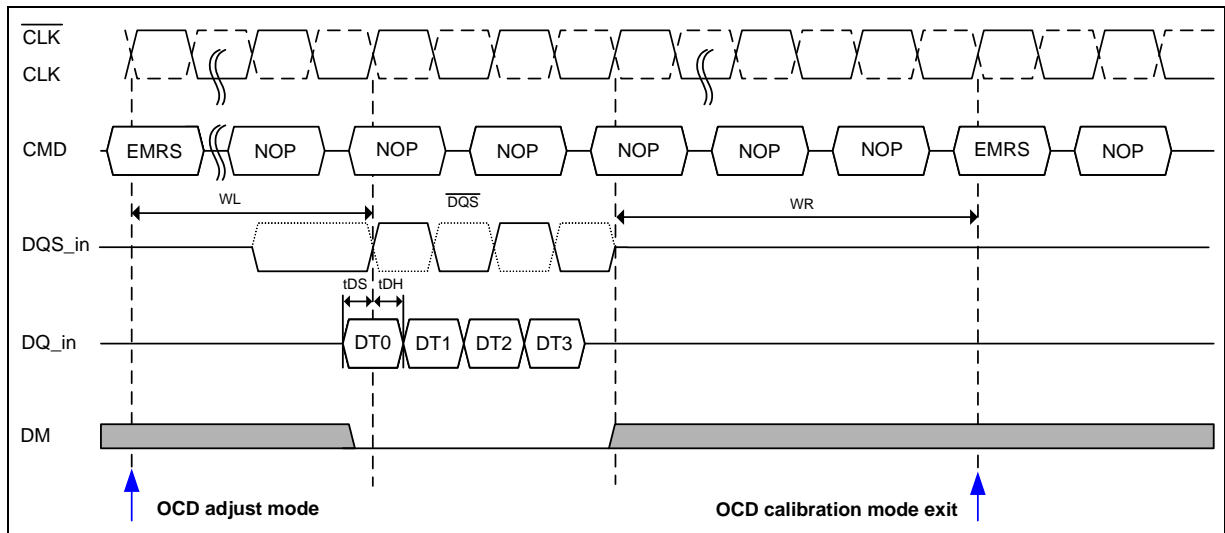 CLK
CLK
CMD EMRS NOP NOP NOP NOP NOP NOP EMRS NOP
WL DQS WR
DQS_in
tDS tDH
DQ_in DT0 DT1 DT2 DT3
DM
OCD adjust mode OCD calibration mode exit